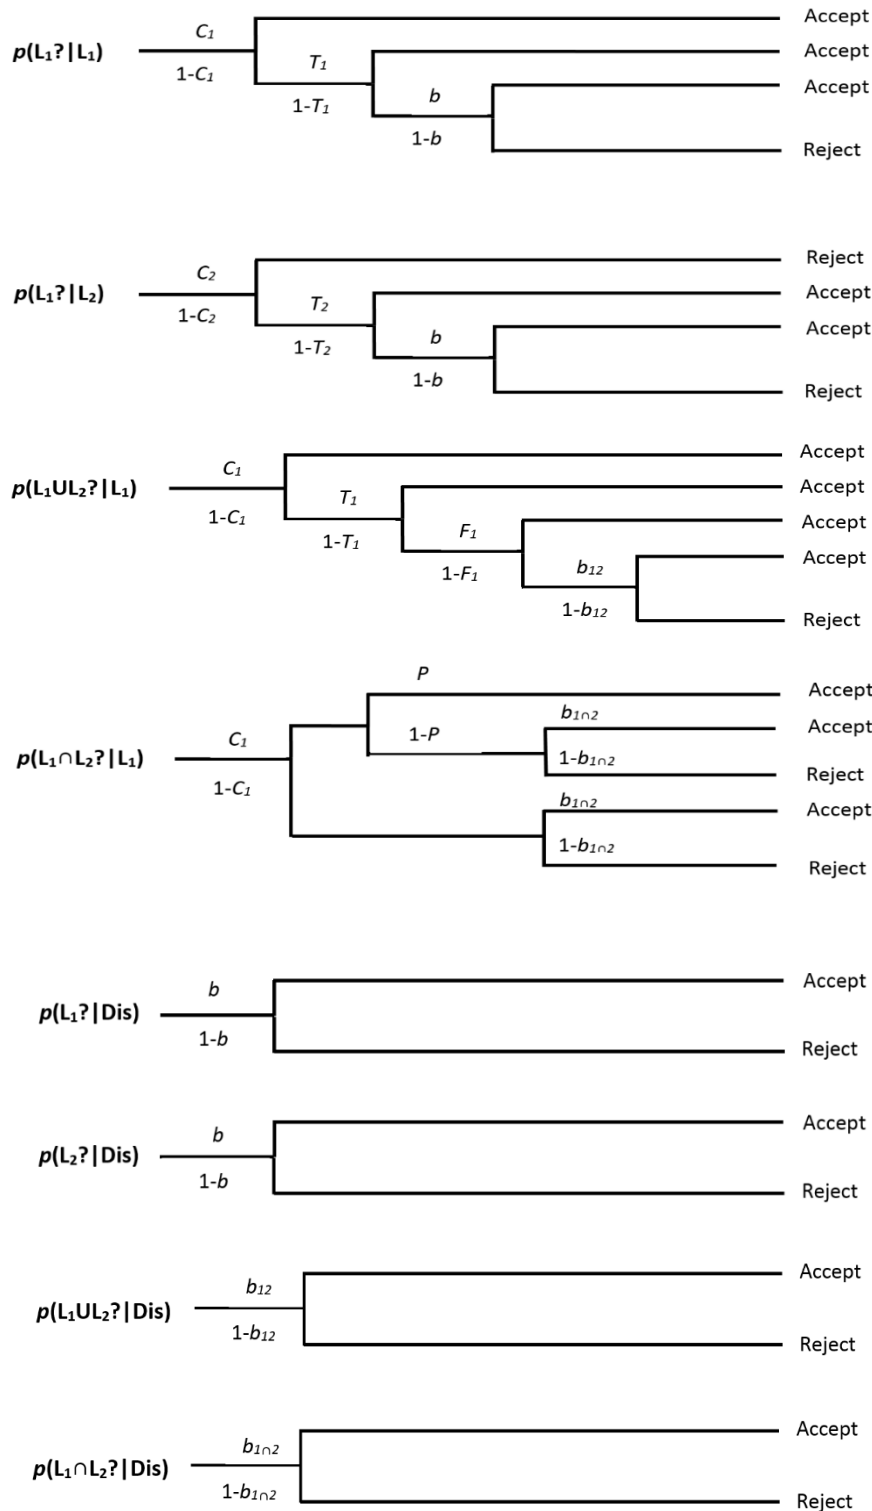 C₁ Accept
p(L₁?|L₁) T₁ Accept
1-C₁ b Accept
1-T₁
1-b
Reject
C₂ Reject
p(L₁?|L₂) T₂ Accept
1-C₂ b Accept
1-T₂
1-b Reject
C₁ Accept
p(L₁UL₂?|L₁) T₁ Accept
1-C₁ F₁ Accept
1-T₁ b₁₂ Accept
1-F₁
1-b₁₂ Reject
P Accept
C₁ 1-P b₁∩₂ Accept
p(L₁∩L₂?|L₁) 1-b₁∩₂ Reject
1-C₁ b₁∩₂ Accept
1-b₁∩₂ Reject
b Accept
p(L₁?|Dis)
1-b Reject
b Accept
p(L₂?|Dis)
1-b Reject
b₁₂ Accept
p(L₁UL₂?|Dis)
1-b₁₂ Reject
b₁∩₂ Accept
p(L₁∩L₂?|Dis)
1-b₁∩₂ Reject